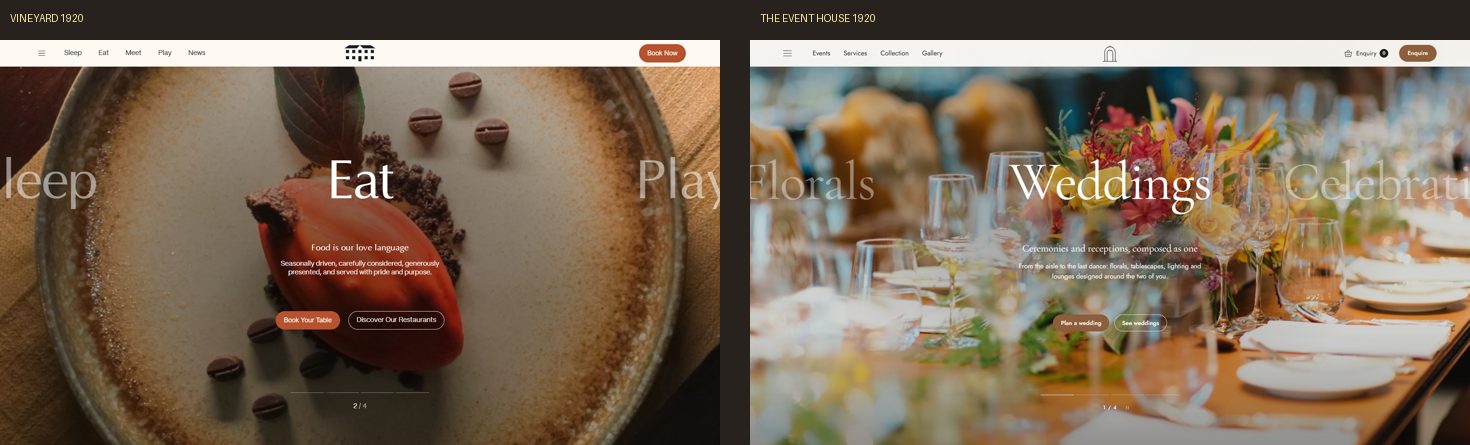 VINEYARD 1920
Sleep Eat Meet Play News
Book Now
leep Eat Play
Food is our love language
Seasonally driven, carefully considered, generously
presented, and served with pride and purpose.
Book Your Table Discover Our Restaurants
2 / 4
THE EVENT HOUSE 1920
Events Services Collection Gallery
Enquiry 0 Enquire
Florals Weddings Celebrati
Ceremonies and receptions, composed as one
From the aisle to the last dance: florals, tablescapes, lighting and
lounges designed around the two of you.
Plan a wedding See weddings
1 / 4